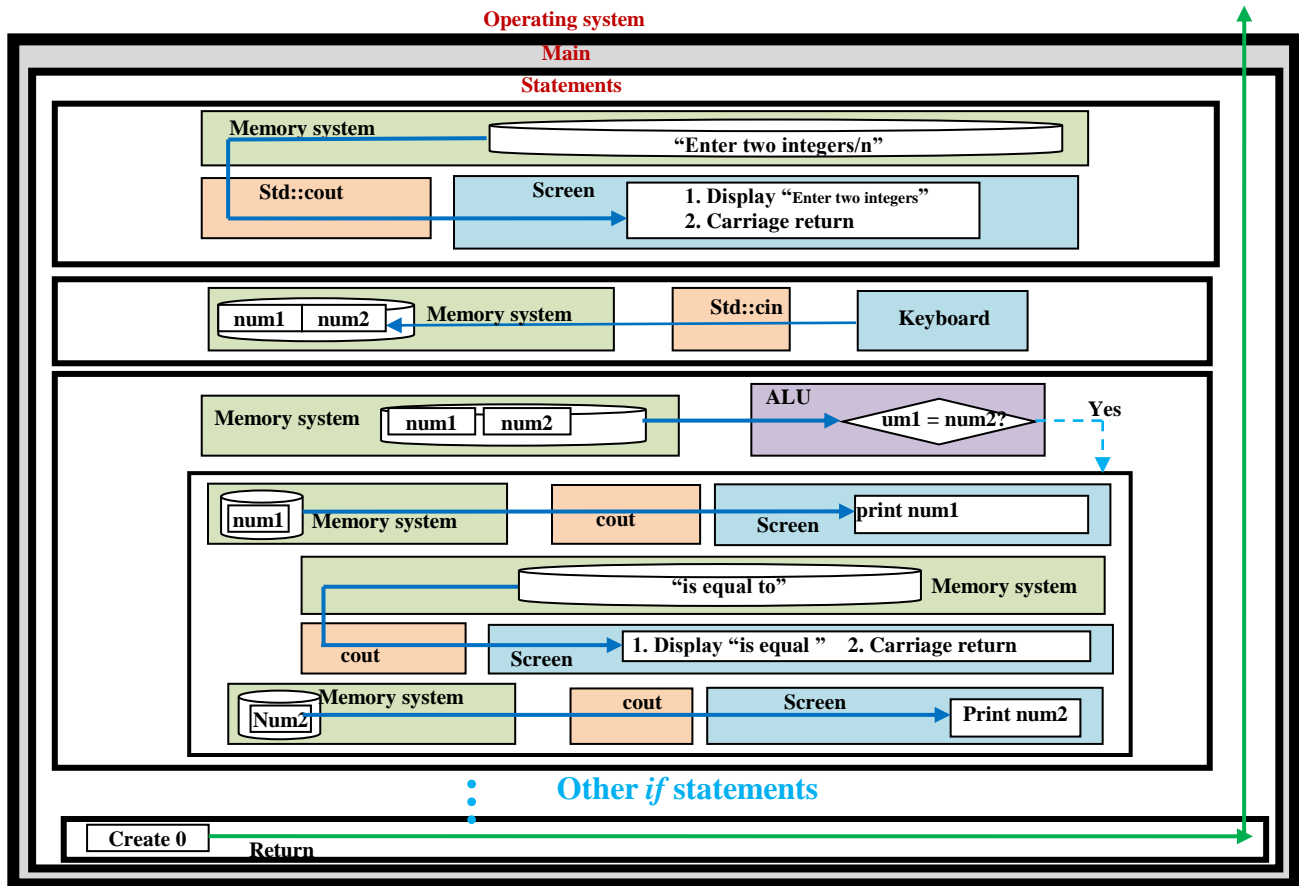 Operating system
Main
Statements
Memory system
“Enter two integers/n”
Std::cout
Screen
1. Display “Enter two integers”
2. Carriage return
num1 num2
Memory system
Std::cin
Keyboard
Memory system
num1 num2
ALU
um1 = num2?
Yes
num1
Memory system
cout
Screen
print num1
“is equal to”
Memory system
cout
Screen
1. Display “is equal ” 2. Carriage return
Num2
Memory system
cout
Screen
Print num2
Other if statements
Create 0
Return